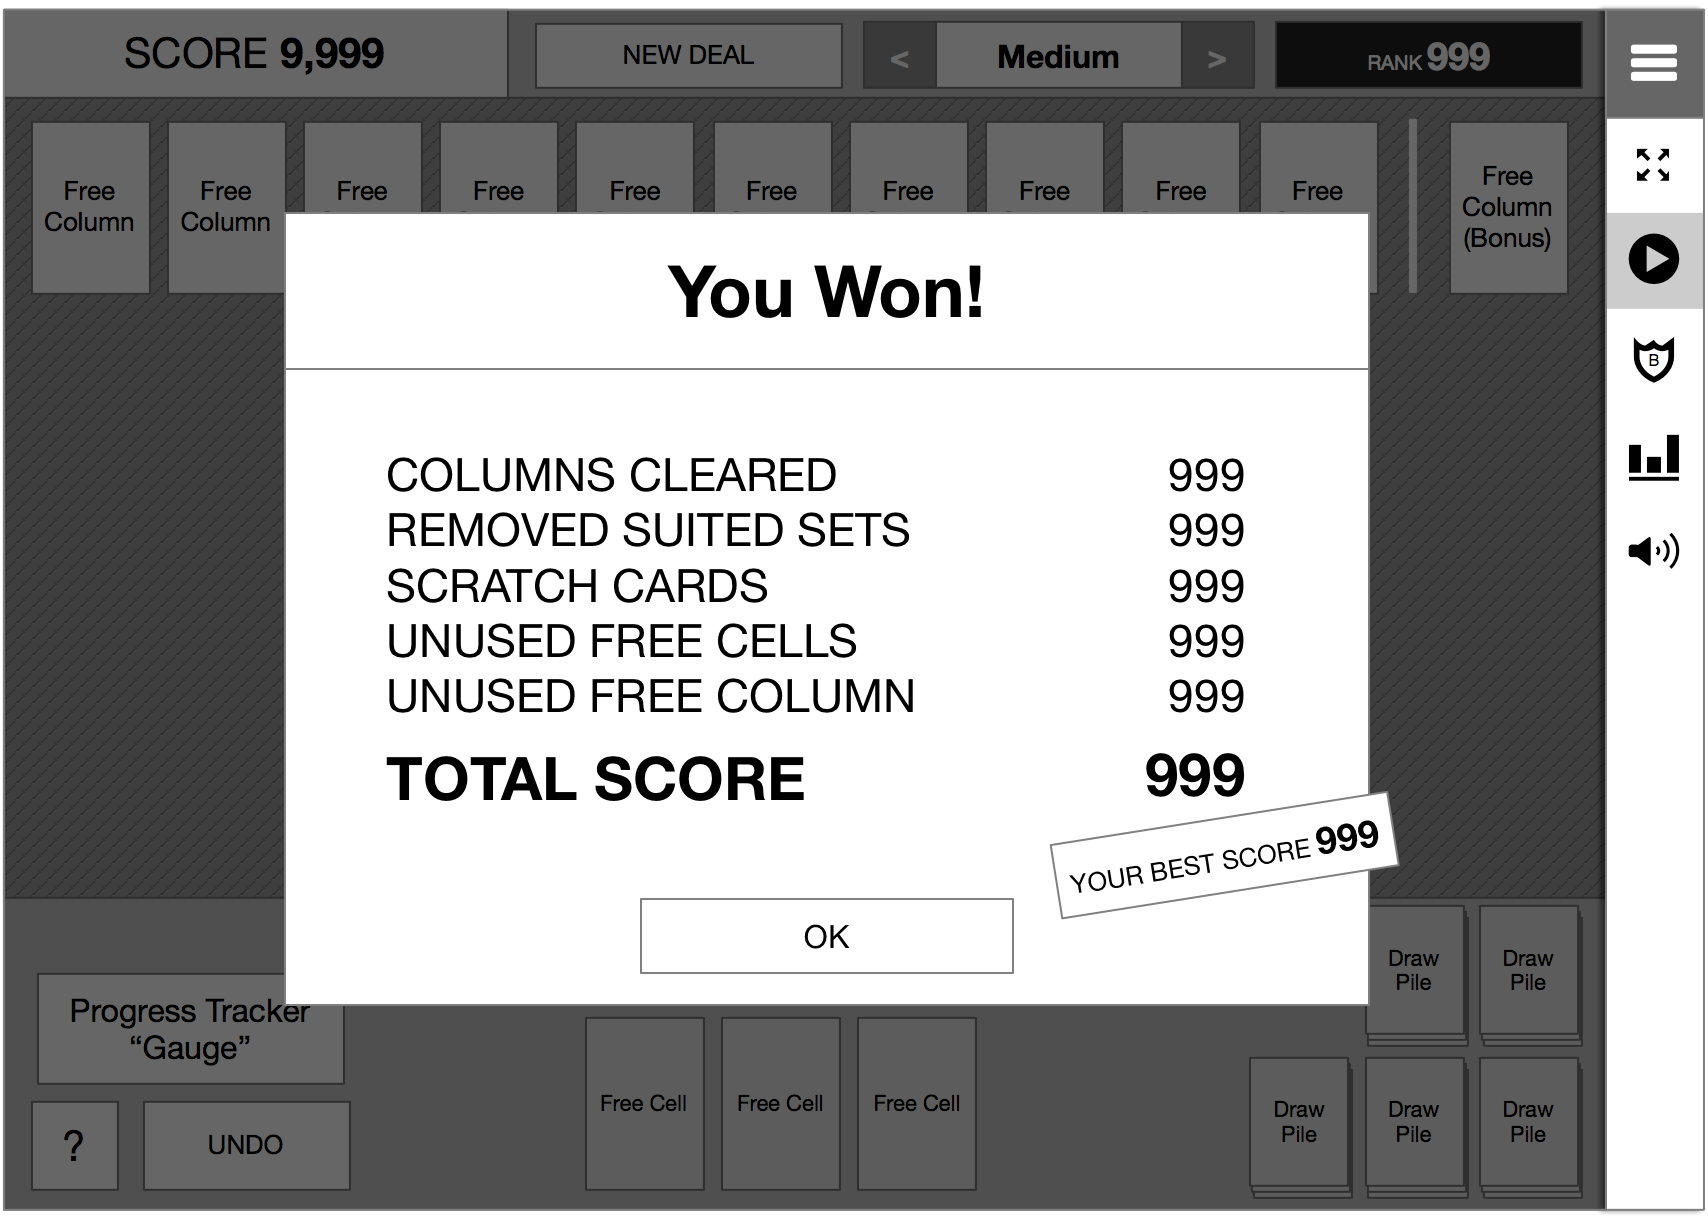 SCORE 9,999
NEW DEAL
<
Medium
>
RANK 999
Free
Column
Free
Column
Free
Free
Free
Free
Free
Free
Free
Free
Free
Column
(Bonus)
You Won!
B
COLUMNS CLEARED 999
REMOVED SUITED SETS 999
SCRATCH CARDS 999
UNUSED FREE CELLS 999
UNUSED FREE COLUMN 999
TOTAL SCORE 999
YOUR BEST SCORE 999
OK
Progress Tracker
“Gauge”
?
UNDO
Free Cell
Free Cell
Free Cell
Draw
Pile
Draw
Pile
Draw
Pile
Draw
Pile
Draw
Pile